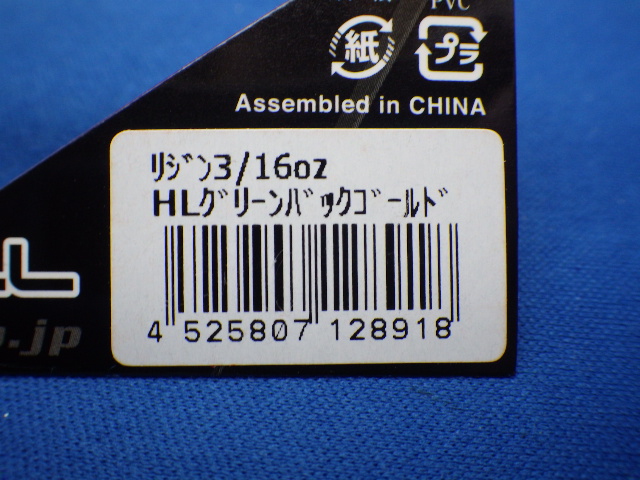 PVC
紙
プラ
Assembled in CHINA
ﾘｼﾞﾝ3/16oz
HLｸﾞﾘｰﾝﾊﾞｯｸｺﾞｰﾙﾄﾞ
4 525807 128918
.jp